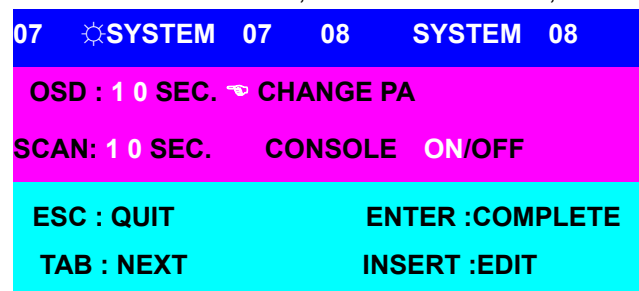 07 ☼SYSTEM 07 08 SYSTEM 08
OSD : 1 0 SEC. ☜ CHANGE PA
SCAN: 1 0 SEC. CONSOLE ON/OFF
ESC : QUIT ENTER :COMPLETE
TAB : NEXT INSERT :EDIT